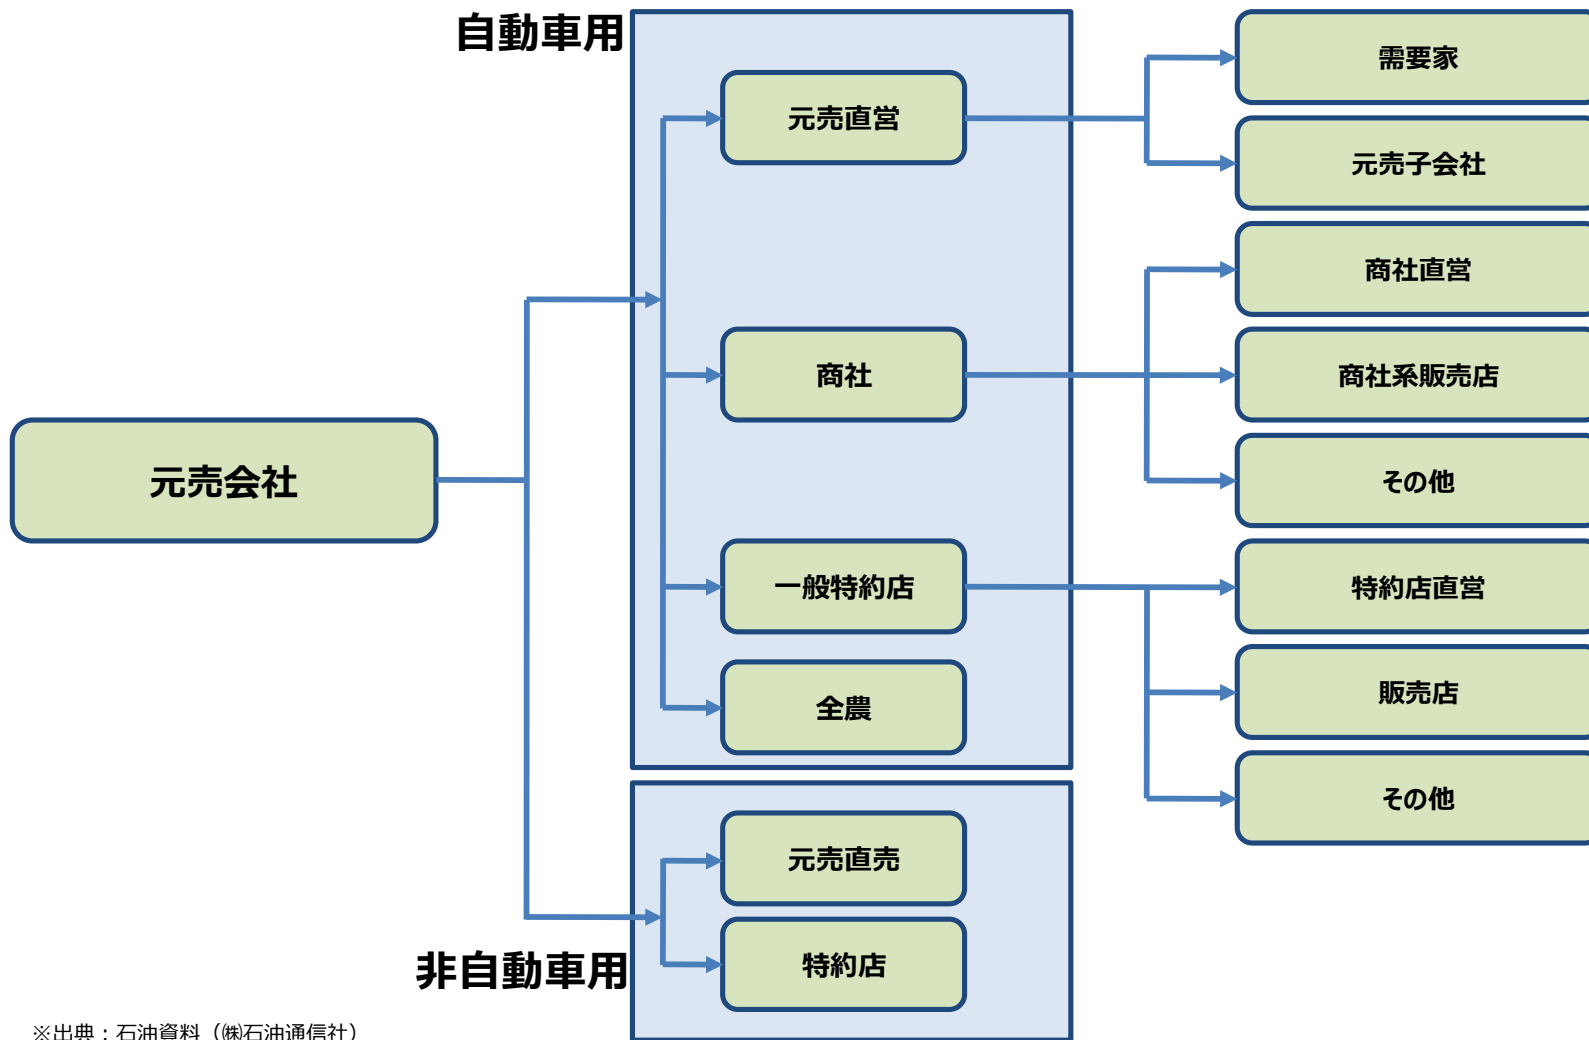 自動車用
元売会社
元売直営
商社
一般特約店
全農
需要家
元売子会社
商社直営
商社系販売店
その他
特約店直営
販売店
その他
非自動車用
元売直売
特約店
※出典：石油資料（㈱石油通信社）